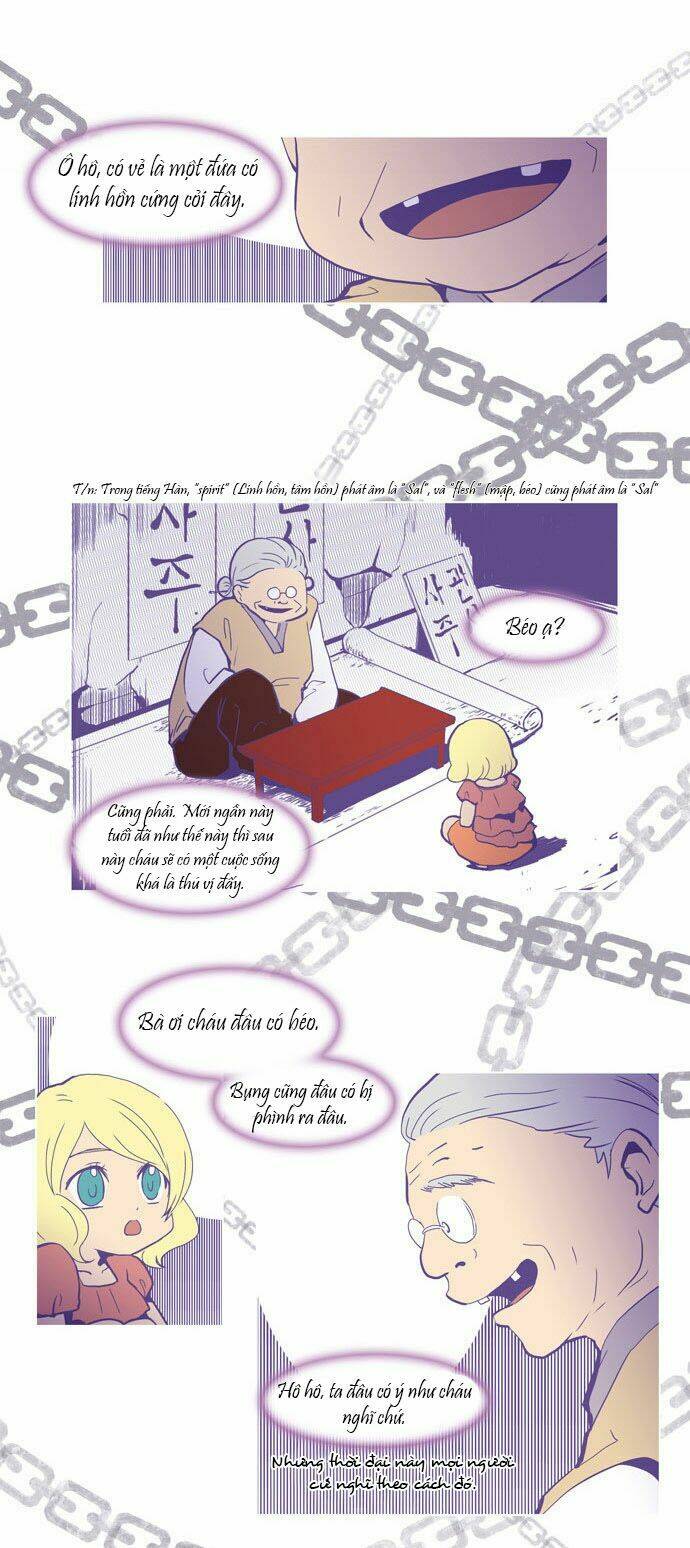 Ô hô, có vẻ là một đứa có
linh hồn cứng cỏi đây.
T/n: Trong tiếng Hàn, "spirit" (Linh hồn, tâm hồn) phát âm là "Sal", và "flesh" (mập, béo) cũng phát âm là "Sal"
사주
사주
Béo ạ?
Cũng phải. Mới ngần này
tuổi đã như thế này thì sau
này cháu sẽ có một cuộc sống
khá là thú vị đấy.
Bà ơi cháu đâu có béo.
Bụng cũng đâu có bị
phình ra đâu.
Hô hô, ta đâu có ý như cháu
nghĩ chứ.
Nhưng thời đại này mọi người
cứ nghĩ theo cách đó.